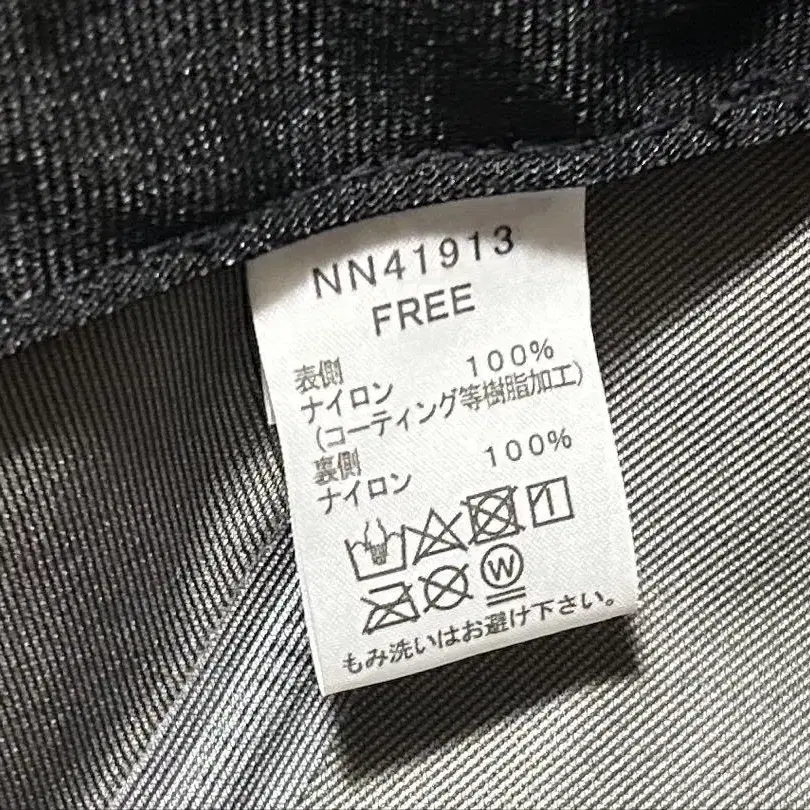 NN41913
FREE
表側
ナイロン 100%
(コーティング等樹脂加工)
裏側
ナイロン 100%
W
もみ洗いはお避け下さい。